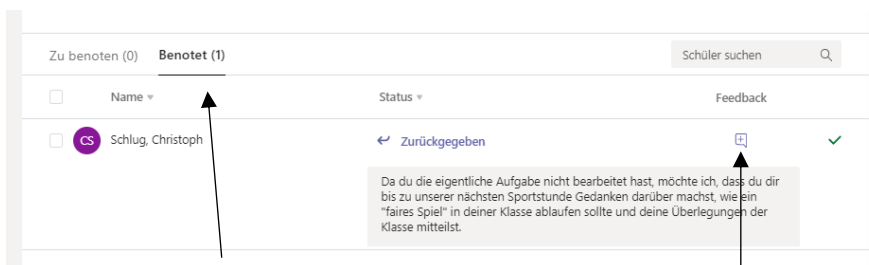 Zu benoten (0) Benotet (1) Schüler suchen
Name Status Feedback
CS Schlug, Christoph Zurückgegeben
Da du die eigentliche Aufgabe nicht bearbeitet hast, möchte ich, dass du dir
bis zu unserer nächsten Sportstunde Gedanken darüber machst, wie ein
"faires Spiel" in deiner Klasse ablaufen sollte und deine Überlegungen der
Klasse mitteilst.